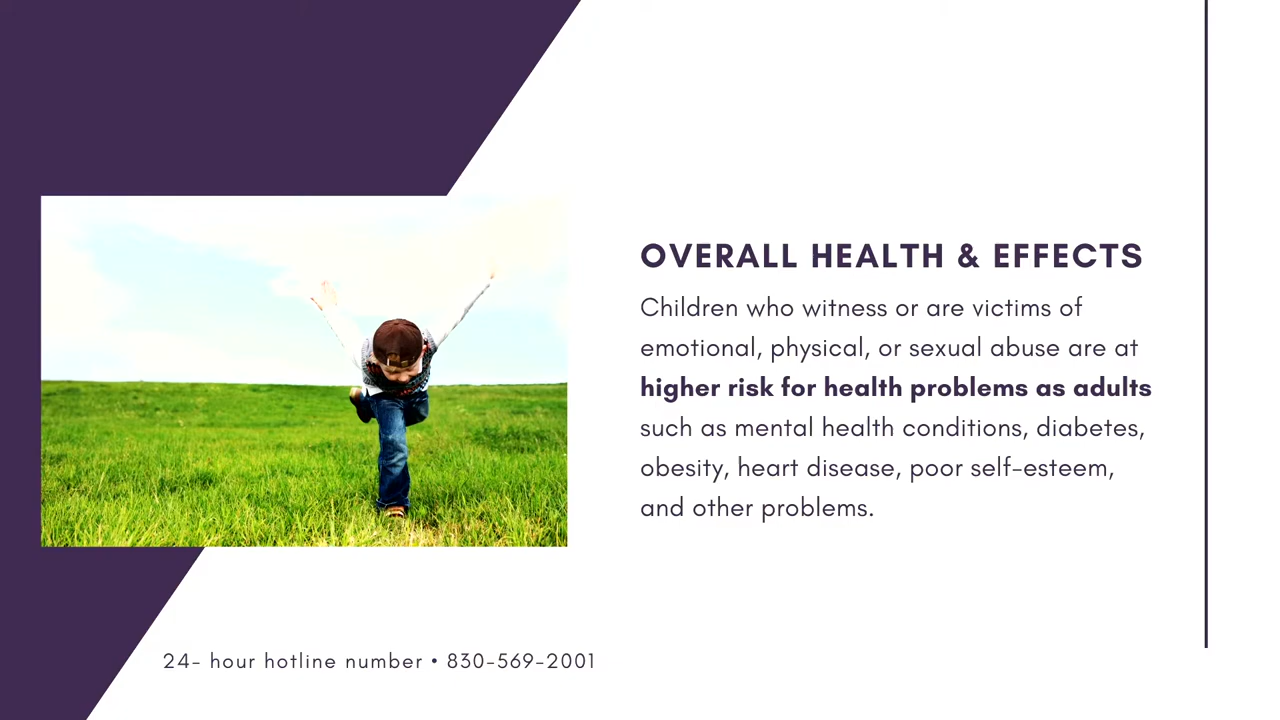 OVERALL HEALTH & EFFECTS
Children who witness or are victims of
emotional, physical, or sexual abuse are at
higher risk for health problems as adults
such as mental health conditions, diabetes,
obesity, heart disease, poor self-esteem,
and other problems.
24- hour hotline number • 830-569-2001